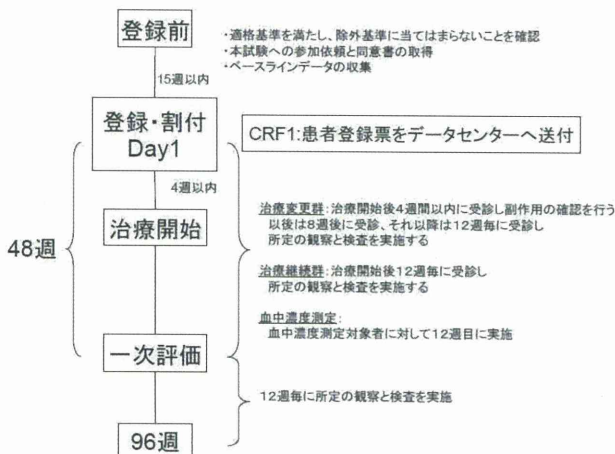 登録前
・適格基準を満たし、除外基準に当てはまらないことを確認
・本試験への参加依頼と同意書の取得
・ベースラインデータの収集
15週以内
登録・割付
Day1
CRF1:患者登録票をデータセンターへ送付
4週以内
治療開始
48週
治療変更群:治療開始後4週間以内に受診し副作用の確認を行う
以後は8週後に受診、それ以降は12週毎に受診し
所定の観察と検査を実施する
治療継続群:治療開始後12週毎に受診し
所定の観察と検査を実施する
血中濃度測定:
血中濃度測定対象者に対して12週目に実施
一次評価
12週毎に所定の観察と検査を実施
96週